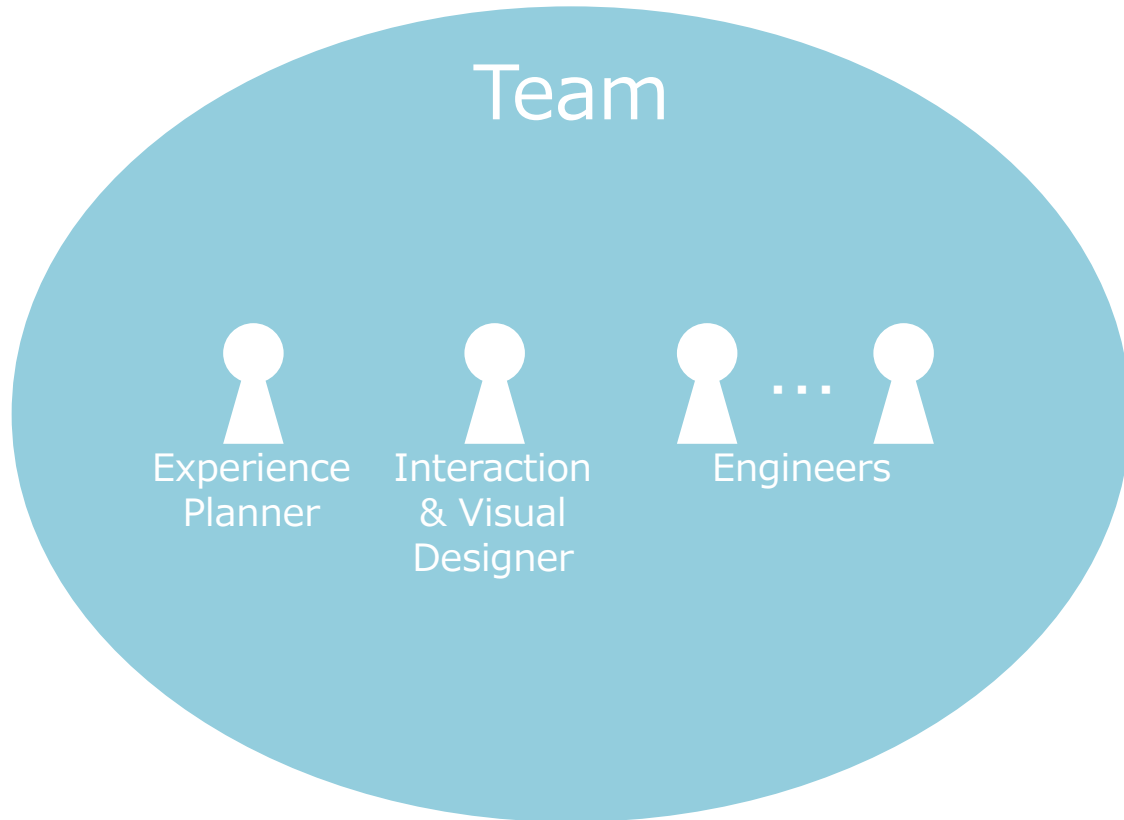 Team
...
Experience
Planner
Interaction
& Visual
Designer
Engineers